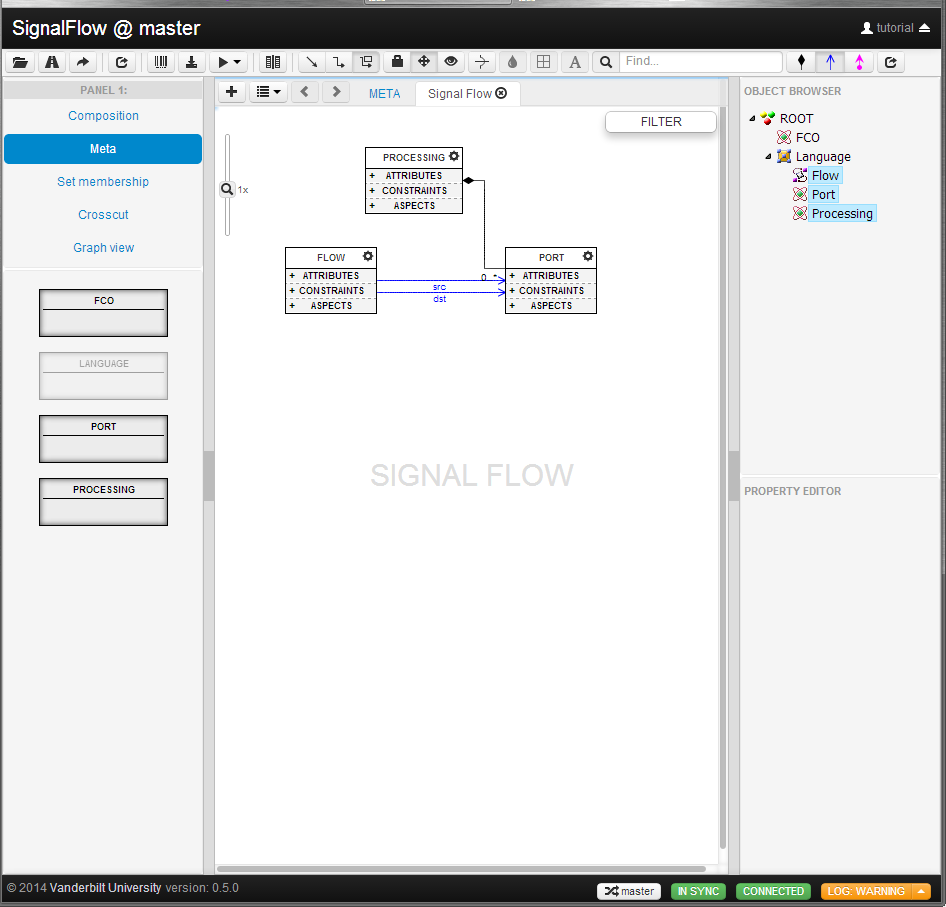 SignalFlow @ master
tutorial
A
Find...
PANEL 1:
Composition
Meta
Set membership
Crosscut
Graph view
FCO
LANGUAGE
PORT
PROCESSING
META
Signal Flow
FILTER
1x
PROCESSING
+ ATTRIBUTES
+ CONSTRAINTS
+ ASPECTS
FLOW
+ ATTRIBUTES
+ CONSTRAINTS
+ ASPECTS
0..*
src
dst
PORT
+ ATTRIBUTES
+ CONSTRAINTS
+ ASPECTS
SIGNAL FLOW
OBJECT BROWSER
ROOT
FCO
Language
Flow
Port
Processing
PROPERTY EDITOR
© 2014 Vanderbilt University version: 0.5.0
master
IN SYNC
CONNECTED
LOG: WARNING